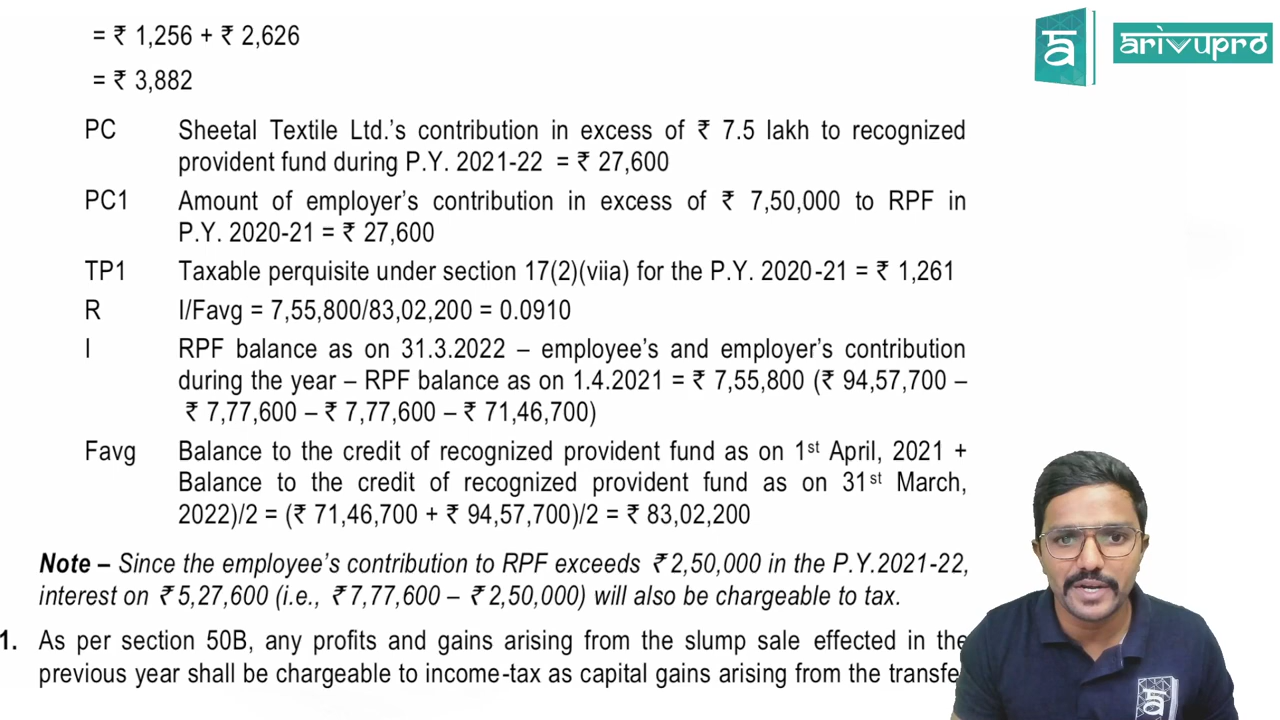 = ₹ 1,256 + ₹ 2,626
= ₹ 3,882
arivupro
PC Sheetal Textile Ltd.'s contribution in excess of ₹ 7.5 lakh to recognized
provident fund during P.Y. 2021-22 = ₹ 27,600
PC1 Amount of employer's contribution in excess of ₹ 7,50,000 to RPF in
P.Y. 2020-21 = ₹ 27,600
TP1 Taxable perquisite under section 17(2)(viia) for the P.Y. 2020-21 = ₹ 1,261
R I/Favg = 7,55,800/83,02,200 = 0.0910
I RPF balance as on 31.3.2022 – employee's and employer's contribution
during the year – RPF balance as on 1.4.2021 = ₹ 7,55,800 (₹ 94,57,700 –
₹ 7,77,600 – ₹ 7,77,600 – ₹ 71,46,700)
Favg Balance to the credit of recognized provident fund as on 1st April, 2021 +
Balance to the credit of recognized provident fund as on 31st March,
2022)/2 = (₹ 71,46,700 + ₹ 94,57,700)/2 = ₹ 83,02,200
Note – Since the employee's contribution to RPF exceeds ₹ 2,50,000 in the P.Y.2021-22,
interest on ₹ 5,27,600 (i.e., ₹ 7,77,600 – ₹ 2,50,000) will also be chargeable to tax.
1. As per section 50B, any profits and gains arising from the slump sale effected in the
previous year shall be chargeable to income-tax as capital gains arising from the